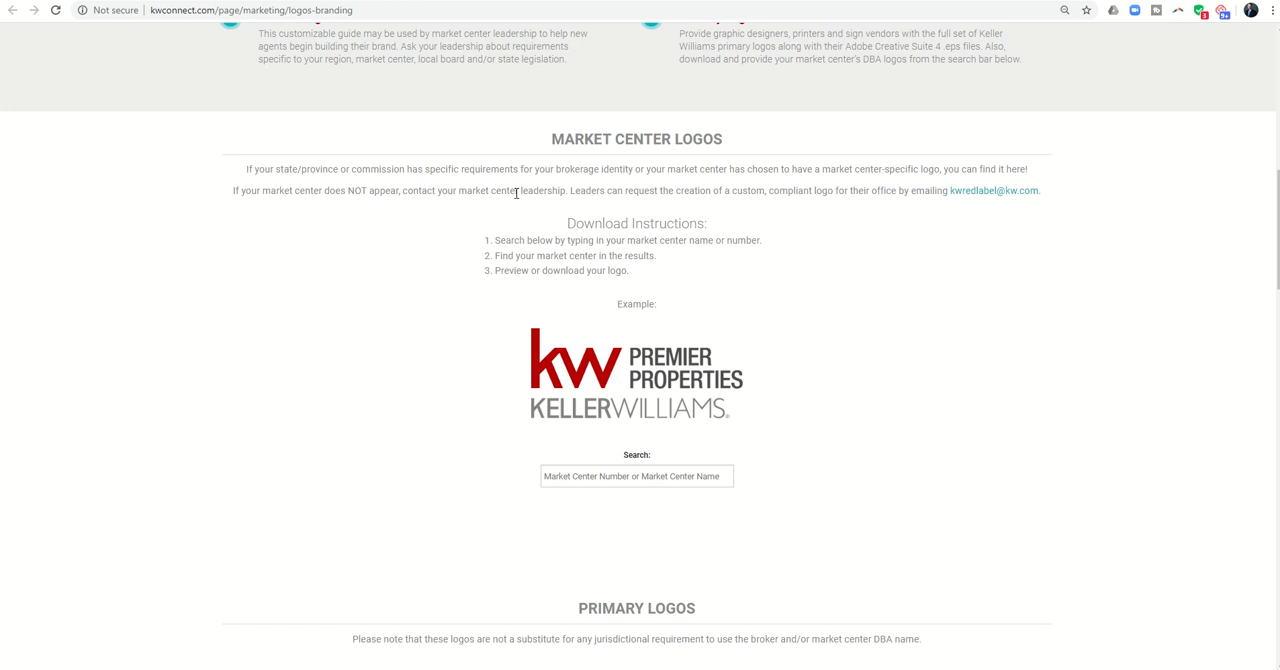 Not secure
kwconnect.com/page/marketing/logos-branding
3
9+
This customizable guide may be used by market center leadership to help new
agents begin building their brand. Ask your leadership about requirements
specific to your region, market center, local board and/or state legislation.
Provide graphic designers, printers and sign vendors with the full set of Keller
Williams primary logos along with their Adobe Creative Suite 4 .eps files. Also,
download and provide your market center's DBA logos from the search bar below.
MARKET CENTER LOGOS
If your state/province or commission has specific requirements for your brokerage identity or your market center has chosen to have a market center-specific logo, you can find it here!
If your market center does NOT appear, contact your market center leadership. Leaders can request the creation of a custom, compliant logo for their office by emailing kwredlabel@kw.com.
Download Instructions:
1. Search below by typing in your market center name or number.
2. Find your market center in the results.
3. Preview or download your logo.
Example:
kw PREMIER
PROPERTIES
KELLERWILLIAMS®
Search:
Market Center Number or Market Center Name
PRIMARY LOGOS
Please note that these logos are not a substitute for any jurisdictional requirement to use the broker and/or market center DBA name.